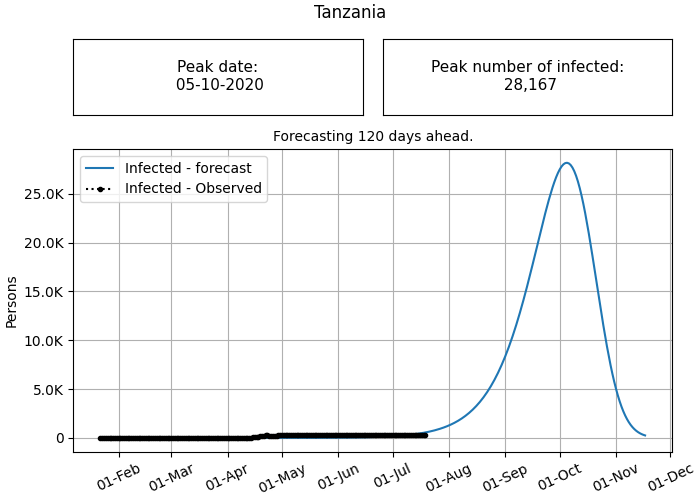 Tanzania
Peak date:
05-10-2020
Peak number of infected:
28,167
Forecasting 120 days ahead.
Infected - forecast
Infected - Observed
Persons
25.0K
20.0K
15.0K
10.0K
5.0K
0
01-Feb
01-Mar
01-Apr
01-May
01-Jun
01-Jul
01-Aug
01-Sep
01-Oct
01-Nov
01-Dec